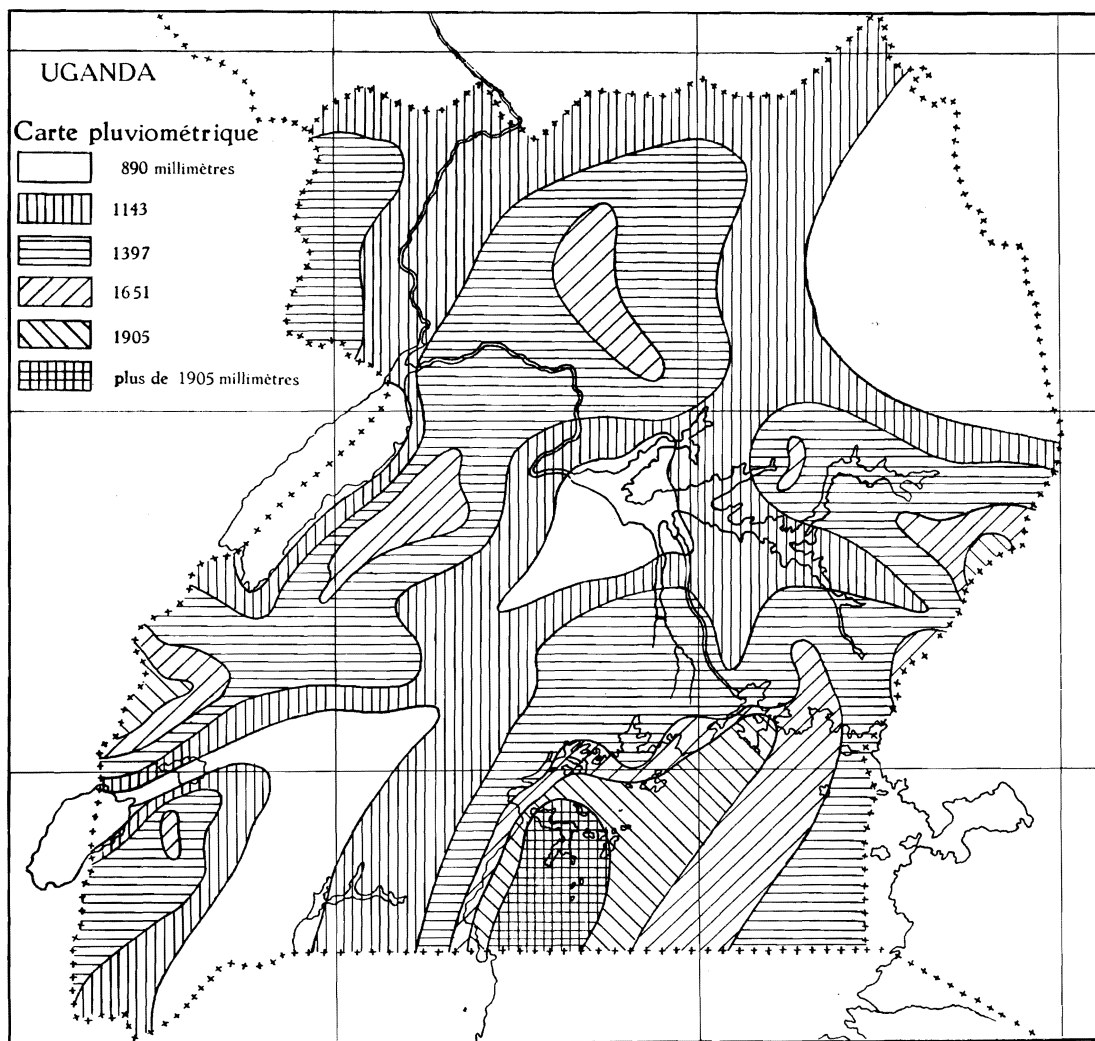 UGANDA
Carte pluviométrique
890 millimètres
1143
1397
1651
1905
plus de 1905 millimètres